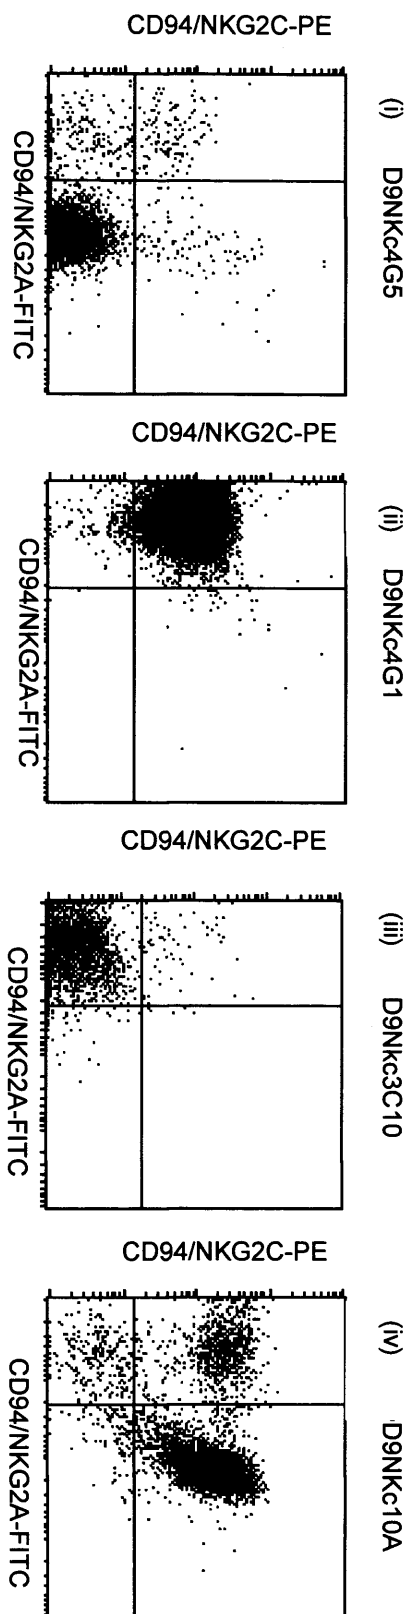 (i) D9NKc4G5
CD94/NKG2C-PE
CD94/NKG2A-FITC
(ii) D9NKc4G1
CD94/NKG2C-PE
CD94/NKG2A-FITC
(iii) D9Nkc3C10
CD94/NKG2C-PE
CD94/NKG2A-FITC
(iv) D9NKc10A
CD94/NKG2C-PE
CD94/NKG2A-FITC